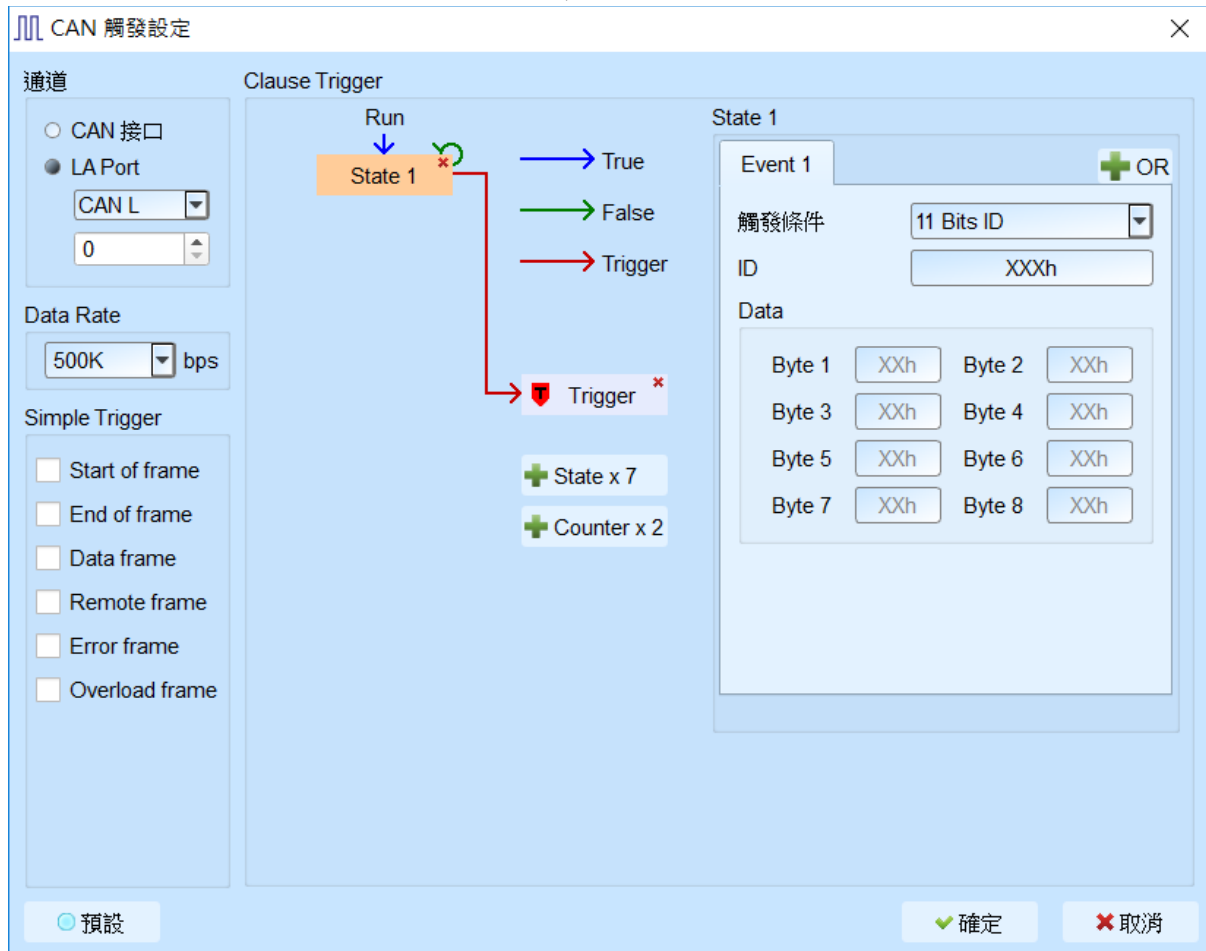 CAN 觸發設定
通道
CAN 接口
LA Port
CAN L
0
Data Rate
500K bps
Simple Trigger
Start of frame
End of frame
Data frame
Remote frame
Error frame
Overload frame
Clause Trigger
Run
State 1
True
False
Trigger
T Trigger
State x 7
Counter x 2
State 1
Event 1
OR
觸發條件 11 Bits ID
ID XXXh
Data
Byte 1 XXh Byte 2 XXh
Byte 3 XXh Byte 4 XXh
Byte 5 XXh Byte 6 XXh
Byte 7 XXh Byte 8 XXh
預設
確定
取消